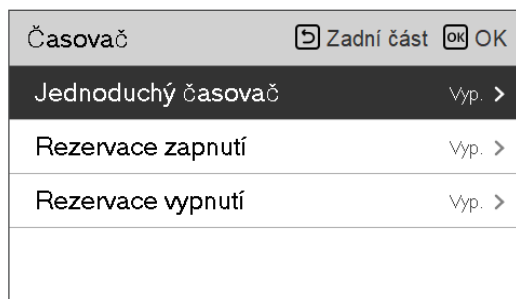 Časovač Zadní část OK OK
Jednoduchý časovač Vyp. >
Rezervace zapnutí Vyp. >
Rezervace vypnutí Vyp. >